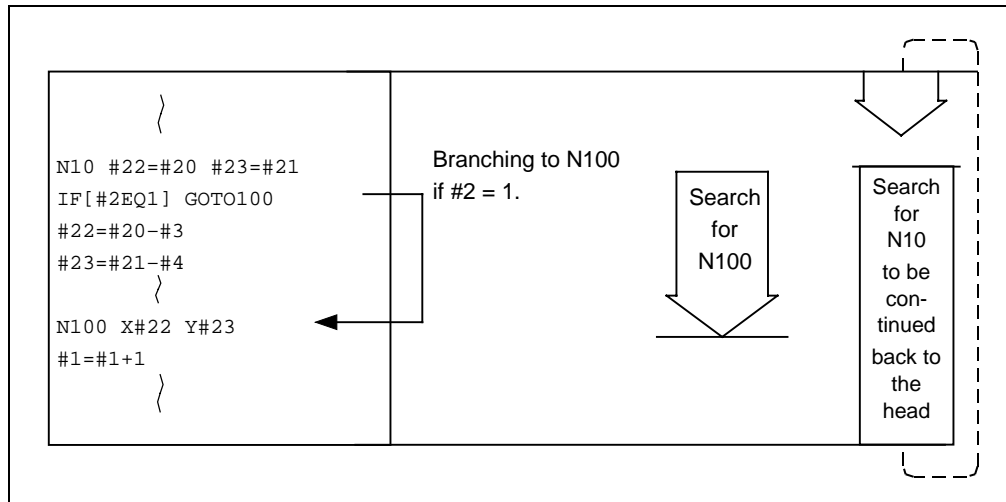 N10 #22=#20 #23=#21
IF[#2EQ1] GOTO100
#22=#20–#3
#23=#21–#4
N100 X#22 Y#23
#1=#1+1
Branching to N100
if #2 = 1.
Search
for
N100
Search
for
N10
to be
con-
tinued
back to
the
head